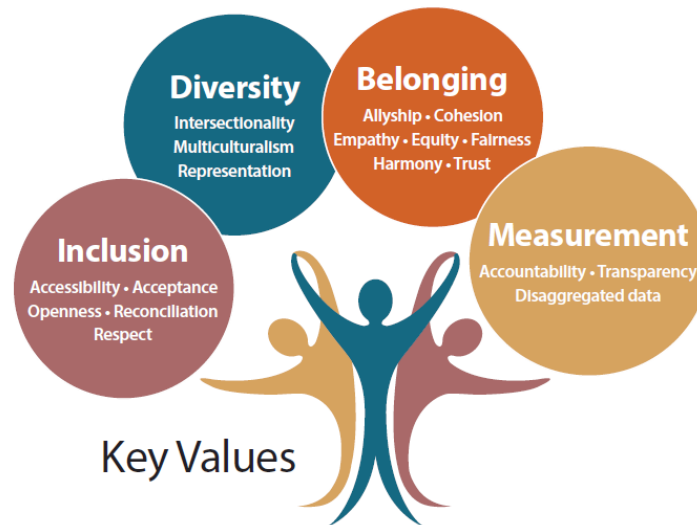 Diversity
Intersectionality
Multiculturalism
Representation
Belonging
Allyship • Cohesion
Empathy • Equity • Fairness
Harmony • Trust
Inclusion
Accessibility • Acceptance
Openness • Reconciliation
Respect
Measurement
Accountability • Transparency
Disaggregated data
Key Values